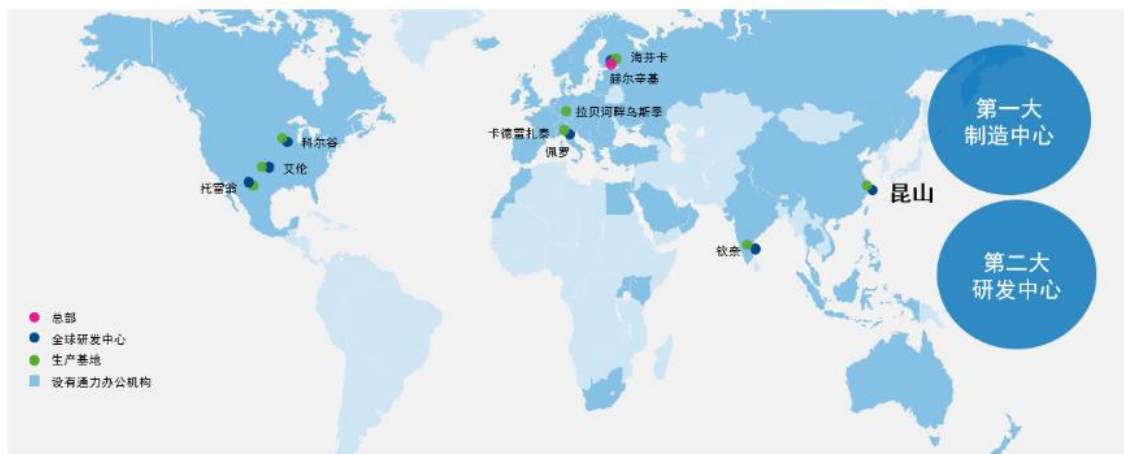 海芬卡
赫尔辛基
拉贝河畔乌斯季
卡德雷扎泰
佩罗
科尔谷
艾伦
托雷翁
钦奈
昆山
第一大
制造中心
第二大
研发中心
总部
全球研发中心
生产基地
设有通力办公机构